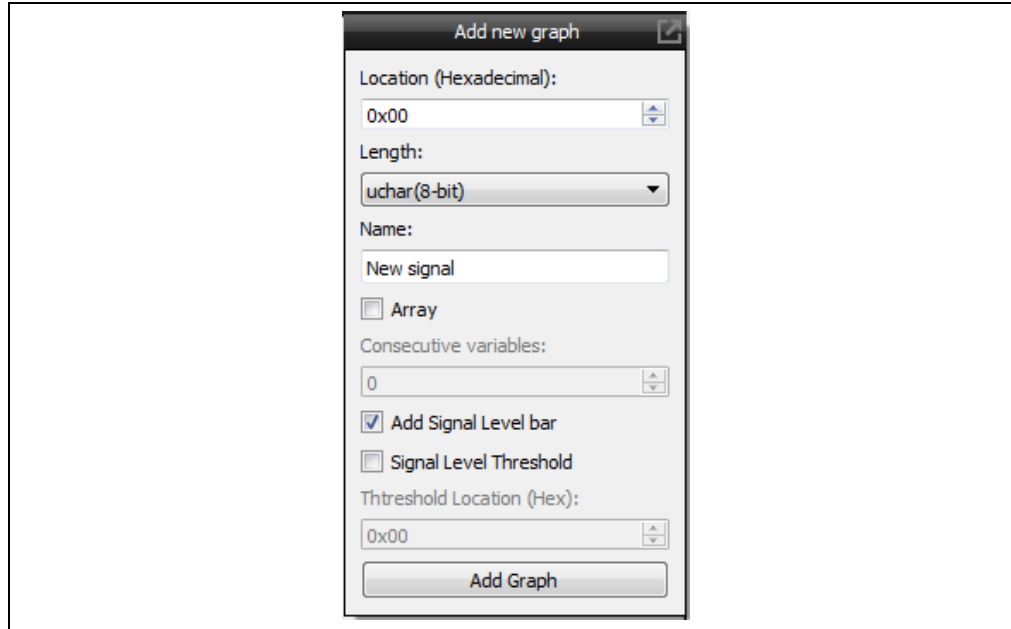 Add new graph
Location (Hexadecimal):
0x00
Length:
uchar(8-bit)
Name:
New signal
Array
Consecutive variables:
0
Add Signal Level bar
Signal Level Threshold
Thtreshold Location (Hex):
0x00
Add Graph